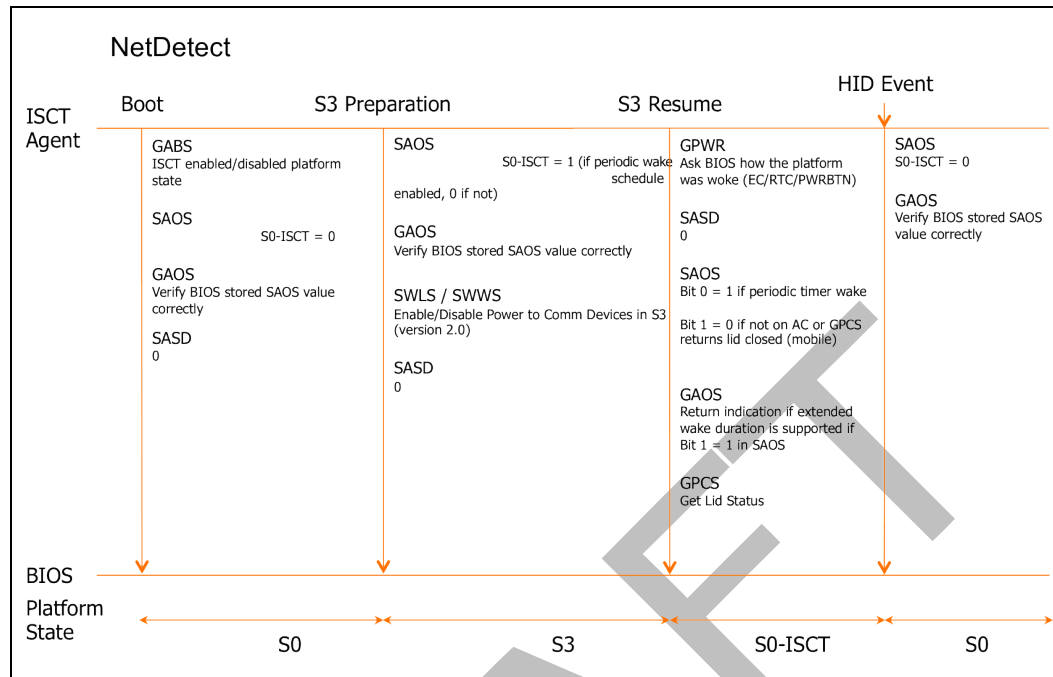 NetDetect
HID Event
Boot
S3 Preparation
S3 Resume
ISCT
Agent
GABS
ISCT enabled/disabled platform
state
SAOS
S0-ISCT = 0
GAOS
Verify BIOS stored SAOS value
correctly
SASD
0
SAOS
S0-ISCT = 1 (if periodic wake
schedule
enabled, 0 if not)
GAOS
Verify BIOS stored SAOS value correctly
SWLS / SWWS
Enable/Disable Power to Comm Devices in S3
(version 2.0)
SASD
0
GPWR
Ask BIOS how the platform
was woke (EC/RTC/PWRBTN)
SASD
0
SAOS
Bit 0 = 1 if periodic timer wake
Bit 1 = 0 if not on AC or GPCS
returns lid closed (mobile)
GAOS
Return indication if extended
wake duration is supported if
Bit 1 = 1 in SAOS
GPCS
Get Lid Status
SAOS
S0-ISCT = 0
GAOS
Verify BIOS stored SAOS
value correctly
BIOS
Platform
State
S0
S3
S0-ISCT
S0